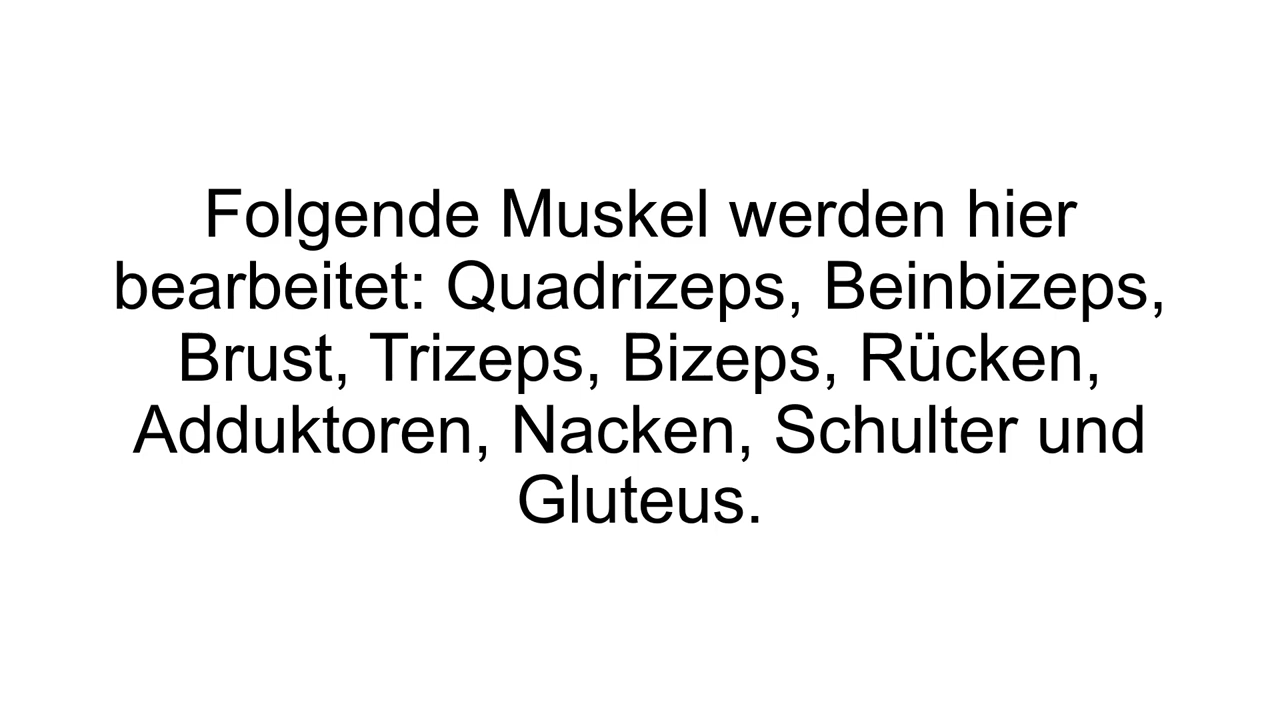 Folgende Muskel werden hier
bearbeitet: Quadrizeps, Beinbizeps,
Brust, Trizeps, Bizeps, Rücken,
Adduktoren, Nacken, Schulter und
Gluteus.